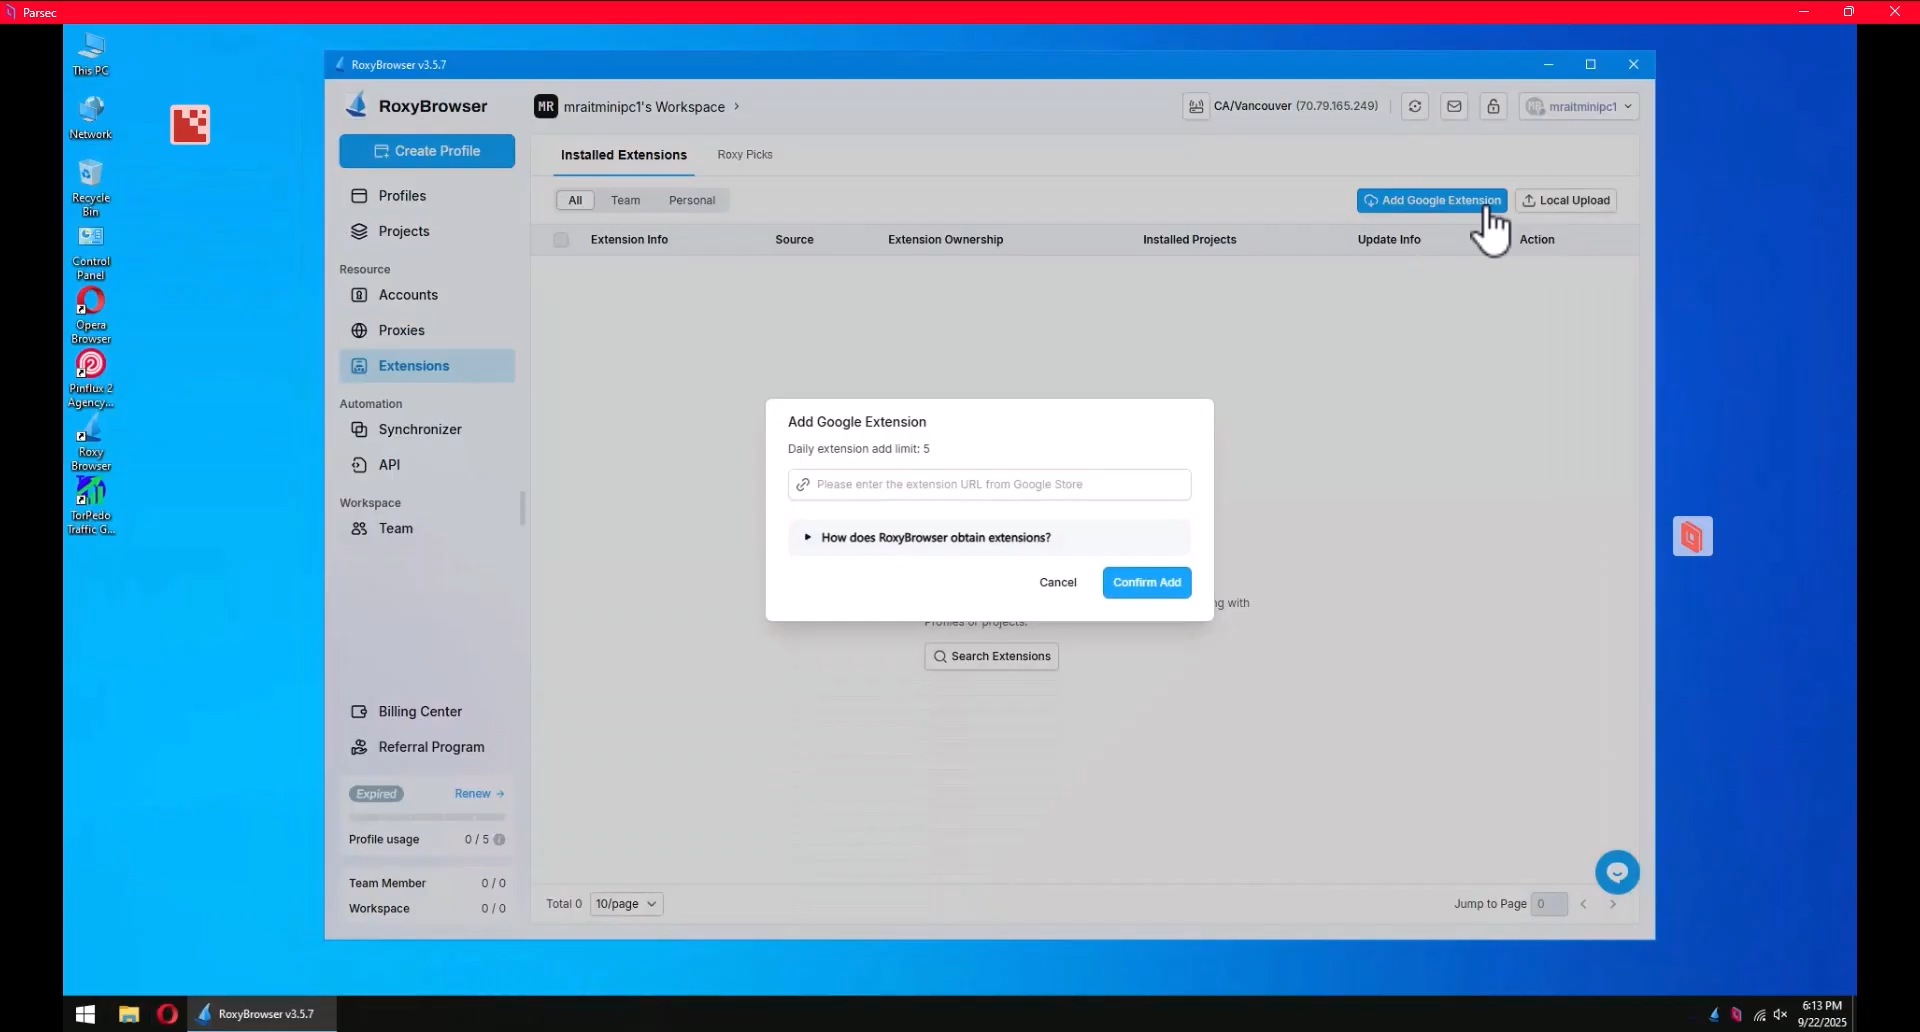 Parsec
This PC
Network
Recycle
Bin
Control
Panel
Opera
Browser
Pinflux 2
Agency...
Roxy
Browser
TorPedo
Traffic G...
RoxyBrowser v3.5.7
RoxyBrowser
MR mraitminipc1's Workspace
CA/Vancouver (70.79.165.249)
mraitminipc1
Create Profile
Profiles
Projects
Resource
Accounts
Proxies
Extensions
Automation
Synchronizer
API
Workspace
Team
Billing Center
Referral Program
Expired
Renew →
Profile usage 0 / 5
Team Member 0 / 0
Workspace 0 / 0
Installed Extensions Roxy Picks
All Team Personal
Add Google Extension Local Upload
Extension Info Source Extension Ownership Installed Projects Update Info Action
Add Google Extension
Daily extension add limit: 5
Please enter the extension URL from Google Store
How does RoxyBrowser obtain extensions?
Cancel Confirm Add
with
Profiles or projects.
Search Extensions
Total 0 10/page
Jump to Page 0
RoxyBrowser v3.5.7
6:13 PM
9/22/2025